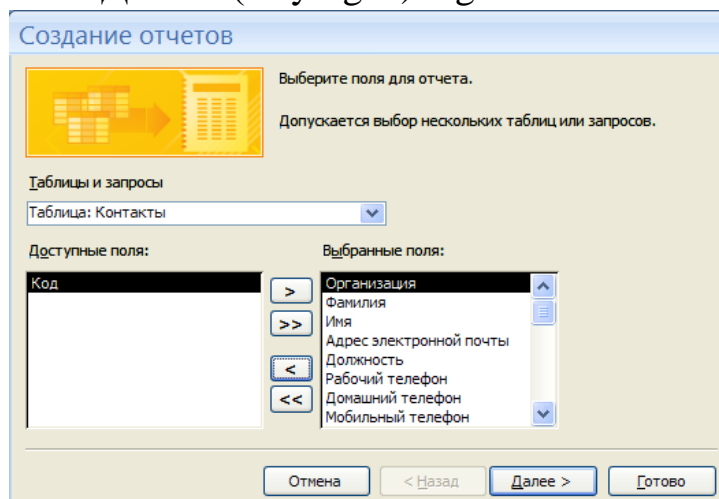 Создание отчетов
Выберите поля для отчета.
Допускается выбор нескольких таблиц или запросов.
Таблицы и запросы
Таблица: Контакты
Доступные поля:
Выбранные поля:
Код
>
>>
<
<<
Организация
Фамилия
Имя
Адрес электронной почты
Должность
Рабочий телефон
Домашний телефон
Мобильный телефон
Отмена
< Назад
Далее >
Готово